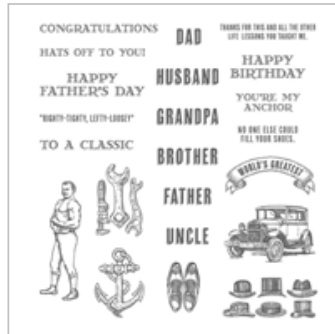 CONGRATULATIONS
HATS OFF TO YOU!
HAPPY
FATHER'S DAY
"RIGHTY-TIGHTY, LEFTY-LOOSEY"
TO A CLASSIC
DAD
HUSBAND
GRANDPA
BROTHER
FATHER
UNCLE
THANKS FOR THIS AND ALL THE OTHER
LIFE LESSONS YOU TAUGHT ME.
HAPPY
BIRTHDAY
YOU'RE MY
ANCHOR
NO ONE ELSE COULD
FILL YOUR SHOES.
WORLD'S GREATEST